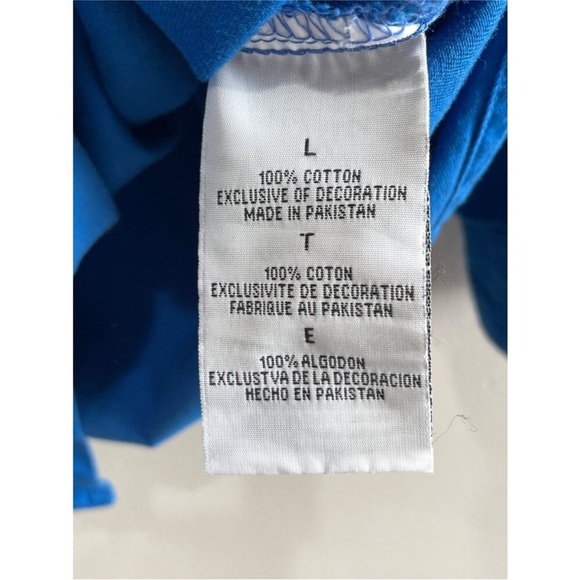 L
100% COTTON
EXCLUSIVE OF DECORATION
MADE IN PAKISTAN
T
100% COTON
EXCLUSIVITE DE DECORATION
FABRIQUE AU PAKISTAN
E
100% ALGODON
EXCLUSTVA DE LA DECORACION
HECHO EN PAKISTAN